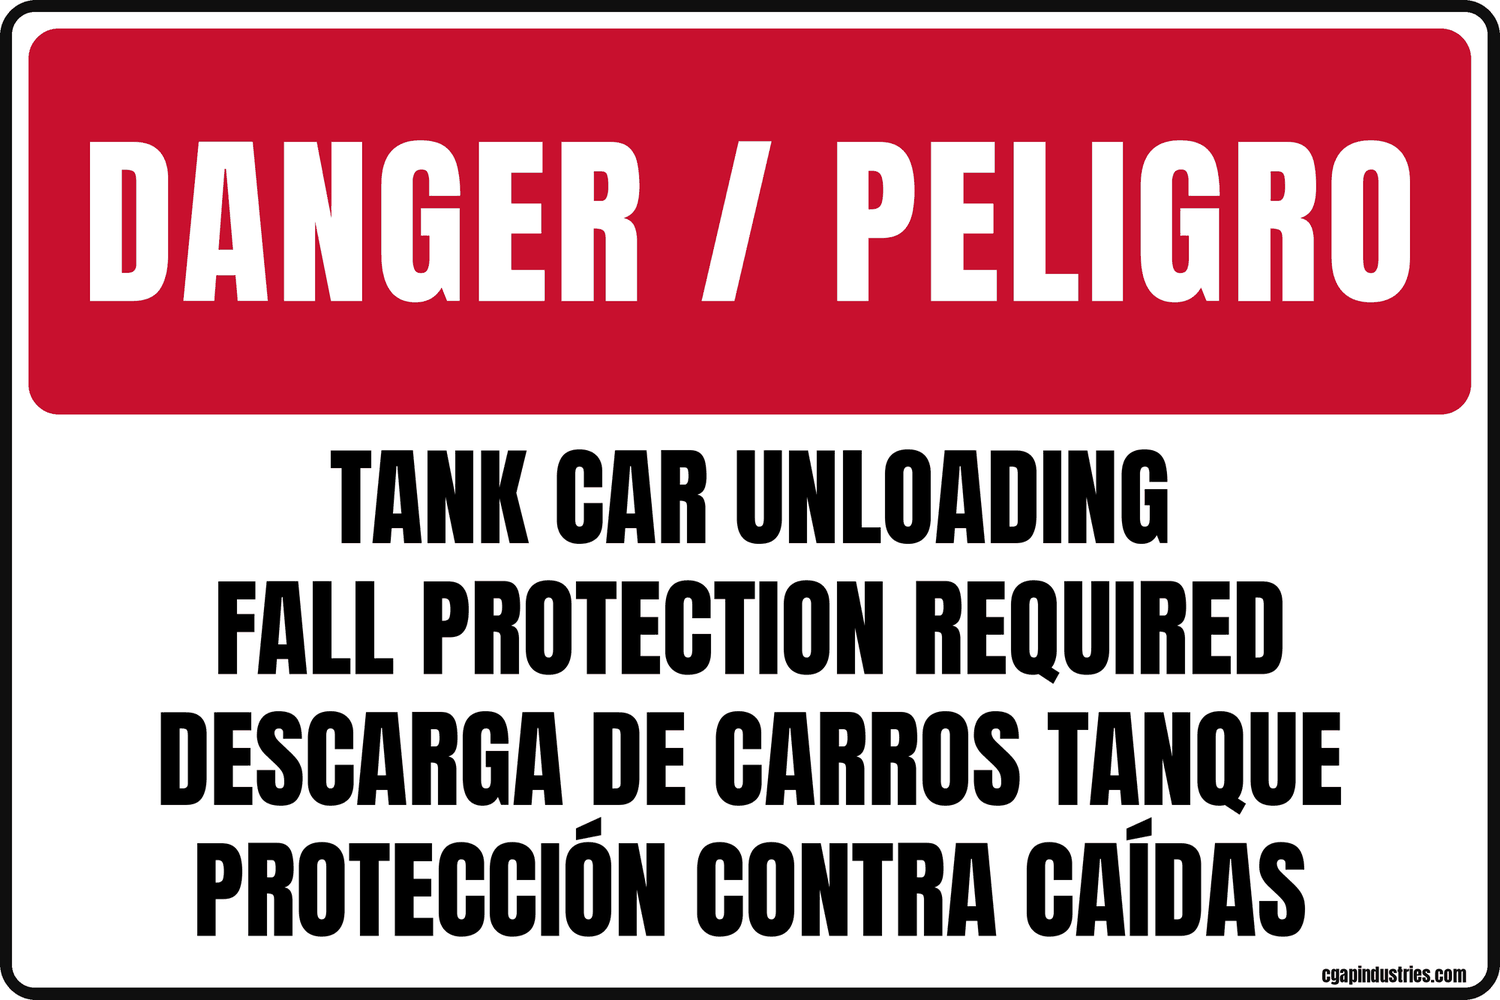 DANGER / PELIGRO
TANK CAR UNLOADING
FALL PROTECTION REQUIRED
DESCARGA DE CARROS TANQUE
PROTECCIÓN CONTRA CAÍDAS
cgapindustries.com